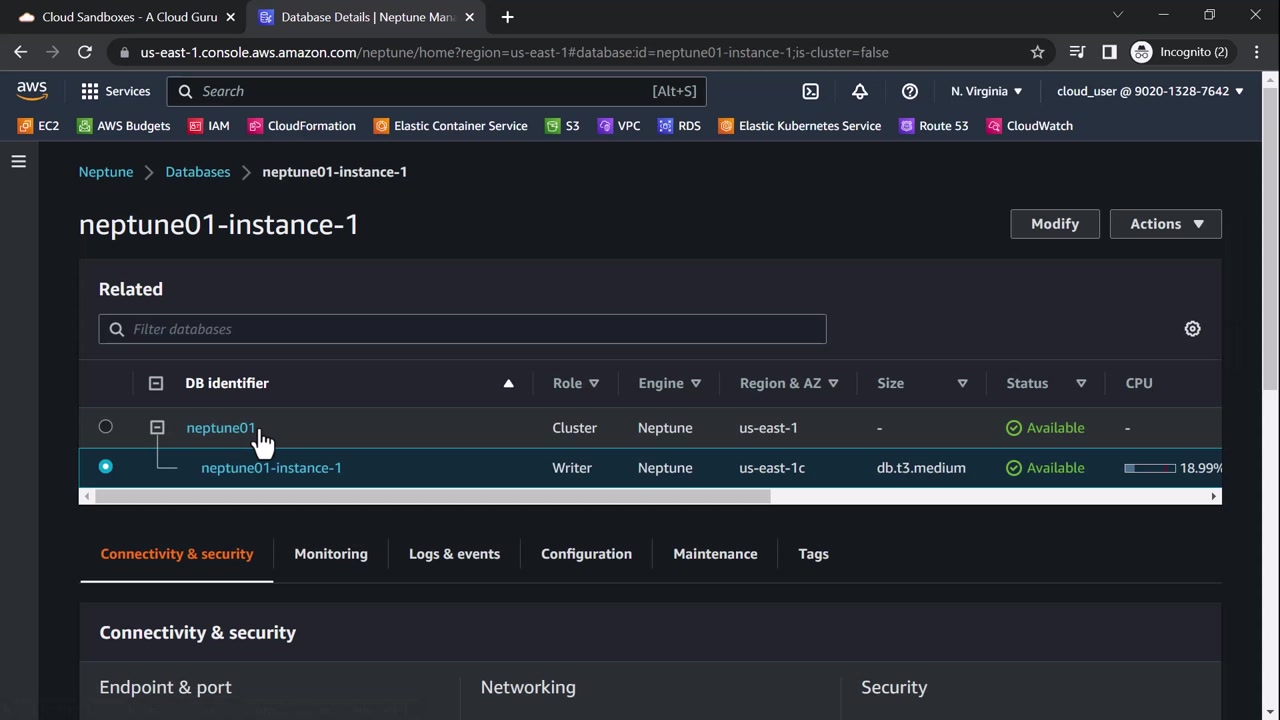 Cloud Sandboxes - A Cloud Guru
Database Details | Neptune Man
us-east-1.console.aws.amazon.com/neptune/home?region=us-east-1#database:id=neptune01-instance-1;is-cluster=false
Incognito (2)
aws Services Search [Alt+S] N. Virginia cloud_user @ 9020-1328-7642
EC2 AWS Budgets IAM CloudFormation Elastic Container Service S3 VPC RDS Elastic Kubernetes Service Route 53 CloudWatch
Neptune Databases neptune01-instance-1
neptune01-instance-1
Modify Actions
Related
Filter databases
DB identifier Role Engine Region & AZ Size Status CPU
neptune01 Cluster Neptune us-east-1 - Available -
neptune01-instance-1 Writer Neptune us-east-1c db.t3.medium Available 18.99%
Connectivity & security Monitoring Logs & events Configuration Maintenance Tags
Connectivity & security
Endpoint & port Networking Security